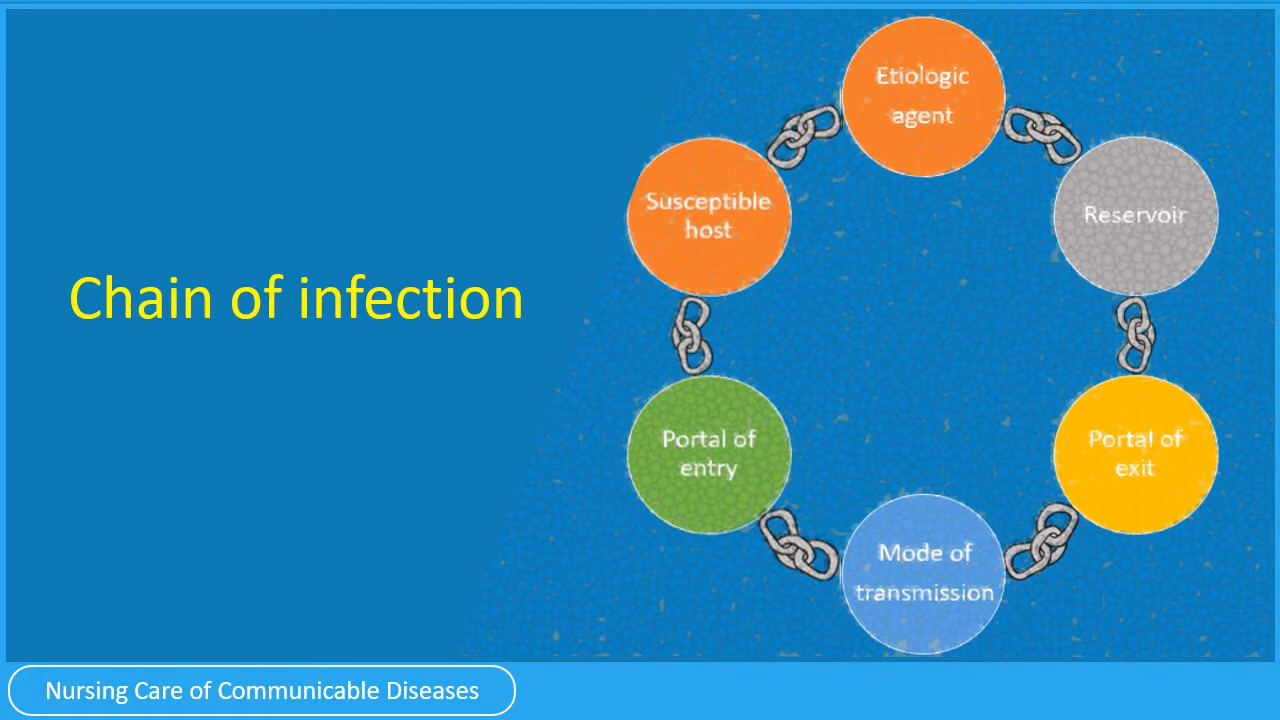 Chain of infection
Etiologic
agent
Reservoir
Portal of
exit
Mode of
transmission
Portal of
entry
Susceptible
host
Nursing Care of Communicable Diseases